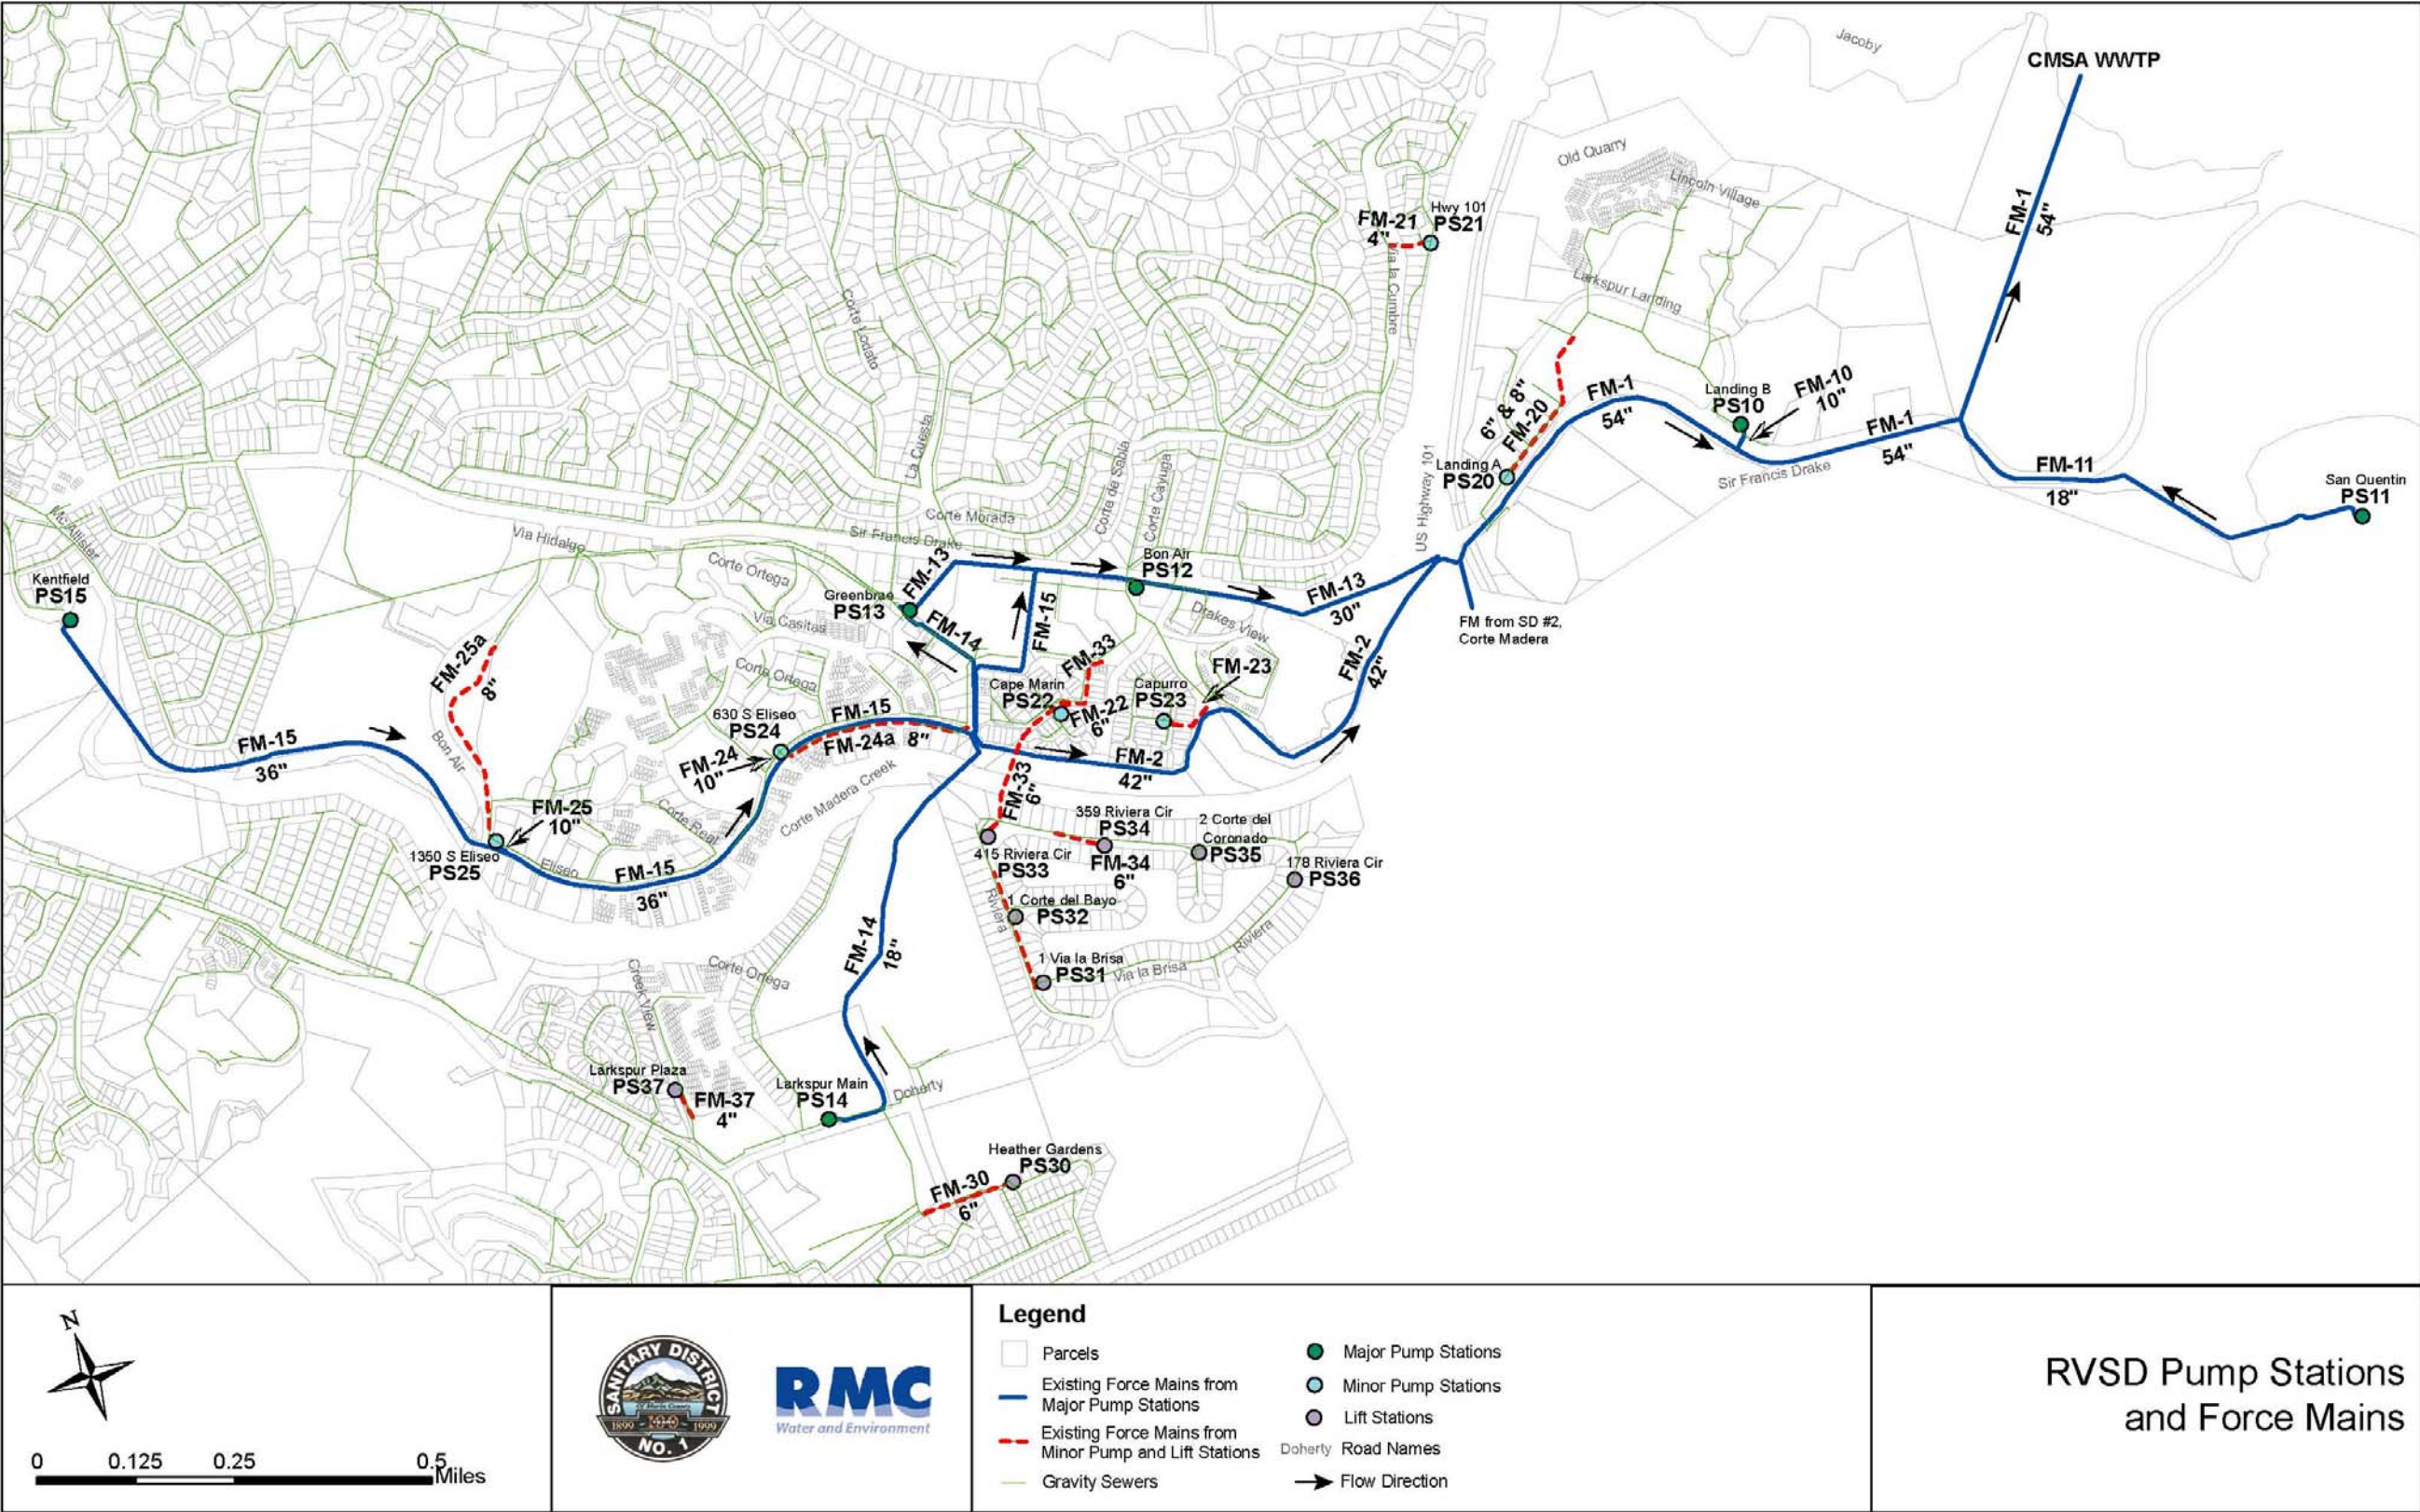 Jacoby
CMSA WWTP
Old Quarry
Lincoln Village
FM-1
54"
Hwy 101
FM-21
PS21
4"
Via la Cumbre
Larkspur Landing
Corte Lodato
La Cuesta
Corte de Sabla
Corte Cayuga
US Highway 101
6" & 8"
FM-20
FM-1
54"
Landing B
PS10
FM-10
10"
FM-1
54"
Landing A
PS20
Sir Francis Drake
FM-11
18"
San Quentin
PS11
McAllister
Via Hidalgo
Corte Morada
Sir Francis Drake
Kentfield
PS15
Corte Ortega
FM-13
Bon Air
PS12
FM-13
30"
Greenbrae
PS13
Via Casitas
FM-14
FM-15
Drakes View
FM from SD #2,
Corte Madera
FM-25a
8"
Corte Ortega
FM-33
FM-23
FM-2
42"
Cape Marin
PS22
FM-22
6"
Capurro
PS23
630 S Eliseo
PS24
FM-15
FM-24a 8"
FM-15
36"
Bon Air
FM-24
10"
FM-2
42"
Corte Madera Creek
FM-33
6"
FM-25
10"
Corte Real
359 Riviera Cir
PS34
2 Corte del
Coronado
PS35
1350 S Eliseo
PS25
Eliseo
FM-15
36"
415 Riviera Cir
PS33
FM-34
6"
178 Riviera Cir
PS36
Riviera
1 Corte del Bayo
PS32
FM-14
18"
Riviera
1 Via la Brisa
PS31
Via la Brisa
Creek View
Corte Ortega
Larkspur Plaza
PS37
FM-37
4"
Larkspur Main
PS14
Doherty
Heather Gardens
PS30
FM-30
6"
N
0 0.125 0.25 0.5
Miles
SANITARY DISTRICT
1899 1999
NO. 1
RMC
Water and Environment
Legend
Parcels
Existing Force Mains from
Major Pump Stations
Existing Force Mains from
Minor Pump and Lift Stations
Gravity Sewers
Major Pump Stations
Minor Pump Stations
Lift Stations
Doherty Road Names
Flow Direction
RVSD Pump Stations
and Force Mains